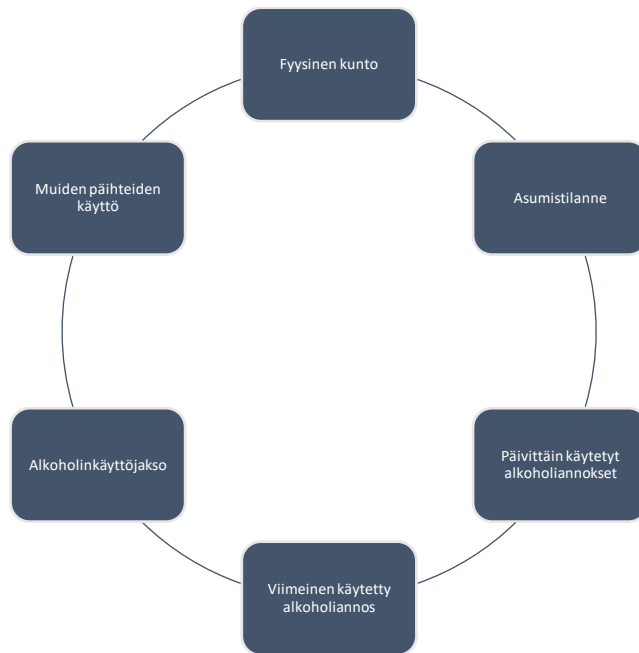 Fyysinen kunto
Asumistilanne
Päivittäin käytetyt
alkoholiannokset
Viimeinen käytetty
alkoholiannos
Alkoholinkäyttöjakso
Muiden päihteiden
käyttö